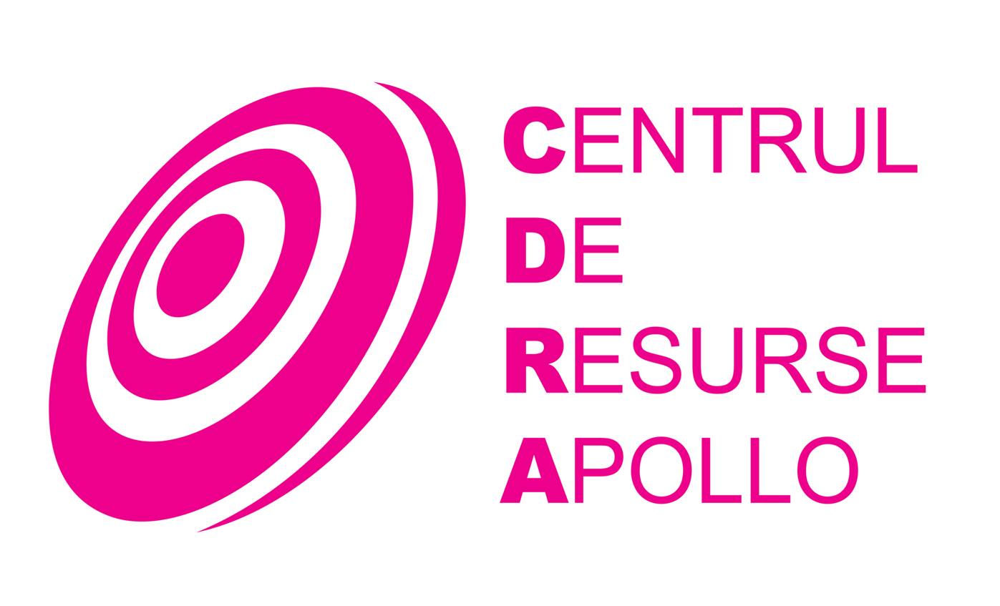 CENTRUL
DE
RESURSE
APOLLO